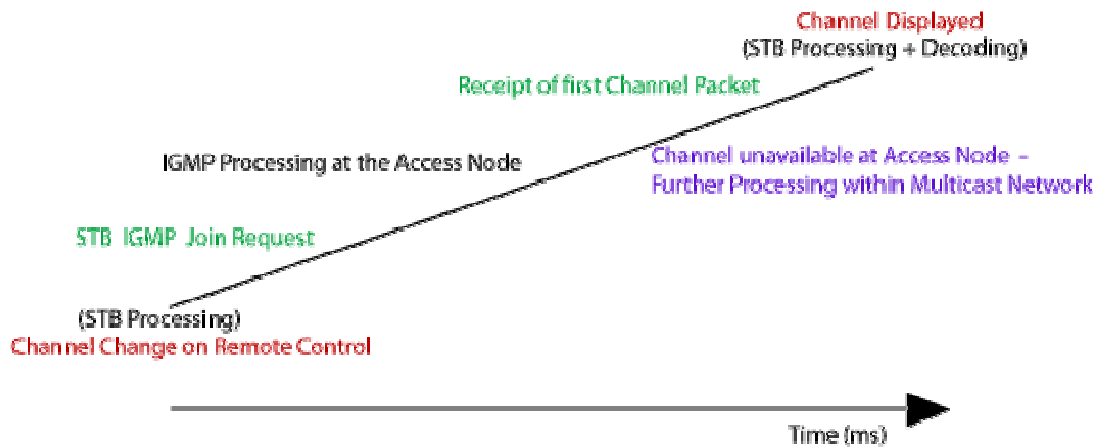 Channel Displayed
(STB Processing + Decoding)
Receipt of first Channel Packet
IGMP Processing at the Access Node
Channel unavailable at Access Node –
Further Processing within Multicast Network
STB IGMP Join Request
(STB Processing)
Channel Change on Remote Control
Time (ms)